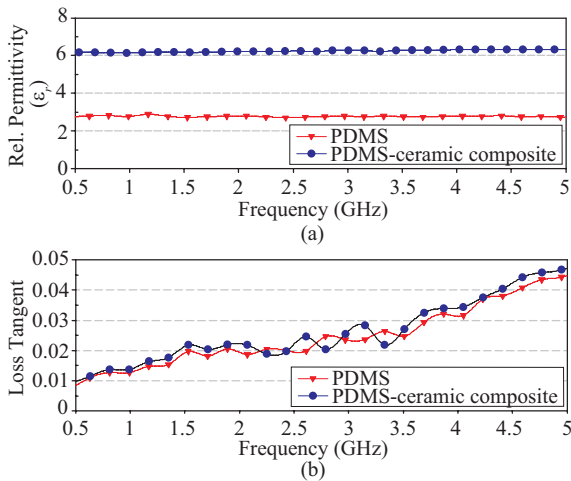 8
6
4
2
0
Rel. Permittivity
(εr)
PDMS
PDMS-ceramic composite
0.5 1 1.5 2 2.5 3 3.5 4 4.5 5
Frequency (GHz)
(a)
0.05
0.04
0.03
0.02
0.01
0
Loss Tangent
PDMS
PDMS-ceramic composite
0.5 1 1.5 2 2.5 3 3.5 4 4.5 5
Frequency (GHz)
(b)